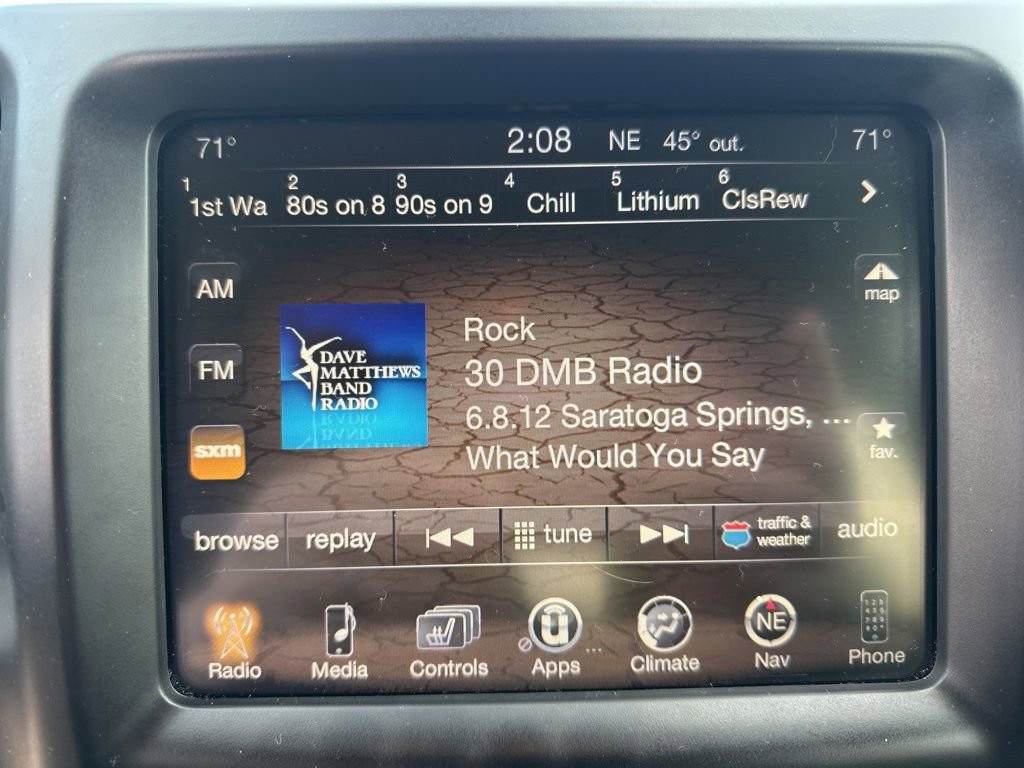 71° 2:08 NE 45° out. 71°
1 2 3 4 5 6
1st Wa 80s on 8 90s on 9 Chill Lithium ClsRew
AM
map
Rock
DAVE
MATTHEWS
BAND
RADIO
FM
30 DMB Radio
6.8.12 Saratoga Springs, ...
fav.
sxm
What Would You Say
browse replay tune traffic & weather audio
u NE
Radio Media Controls Apps ... Climate Nav Phone